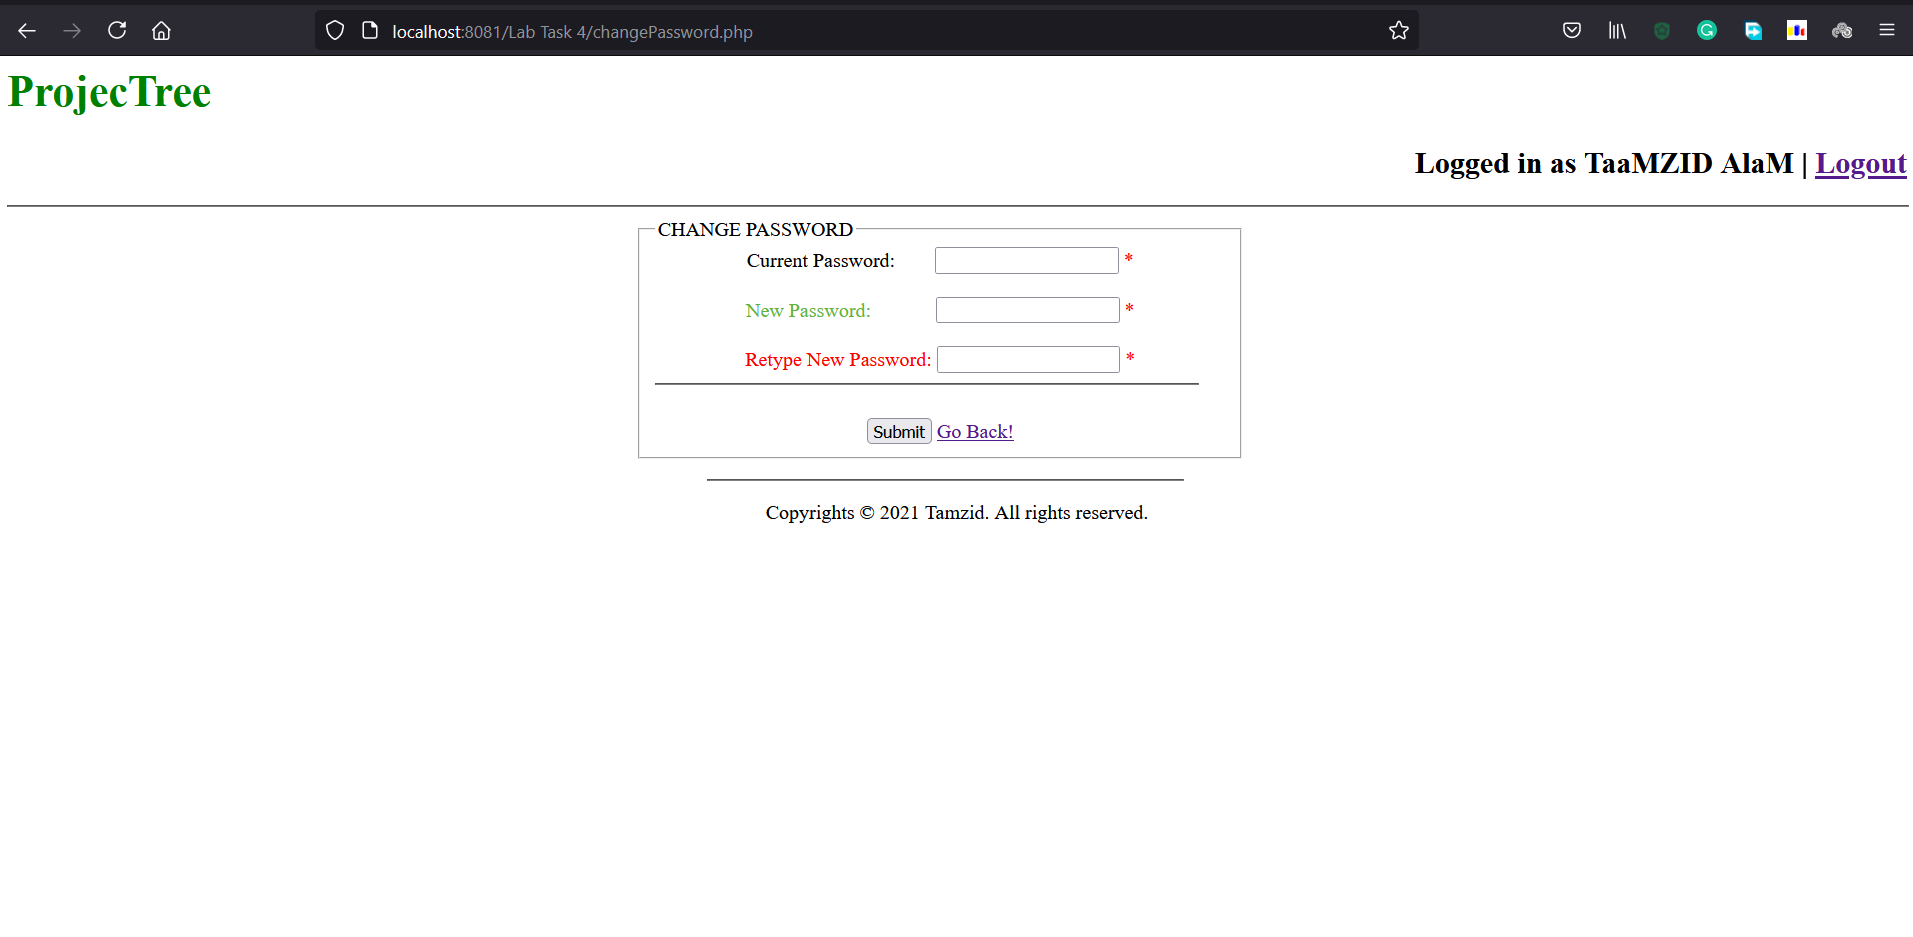 localhost:8081/Lab Task 4/changePassword.php
ProjecTree
Logged in as TaaMZID AlaM | Logout
CHANGE PASSWORD
Current Password: *
New Password: *
Retype New Password: *
Submit Go Back!
Copyrights © 2021 Tamzid. All rights reserved.